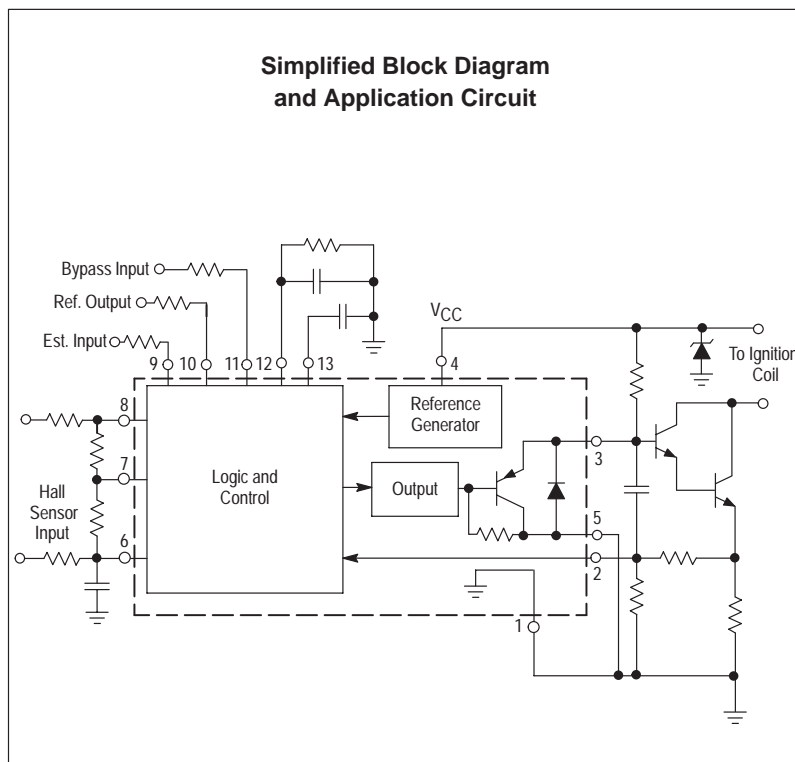 Simplified Block Diagram
and Application Circuit
Bypass Input
Ref. Output
Est. Input
9 10 11 12 13
VCC
4
To Ignition
Coil
8
7
6
Hall
Sensor
Input
Logic and
Control
Reference
Generator
Output
3
5
2
1